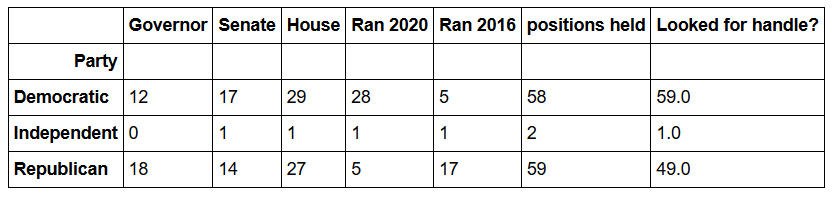 Governor Senate House Ran 2020 Ran 2016 positions held Looked for handle?
Party
Democratic 12 17 29 28 5 58 59.0
Independent 0 1 1 1 1 2 1.0
Republican 18 14 27 5 17 59 49.0